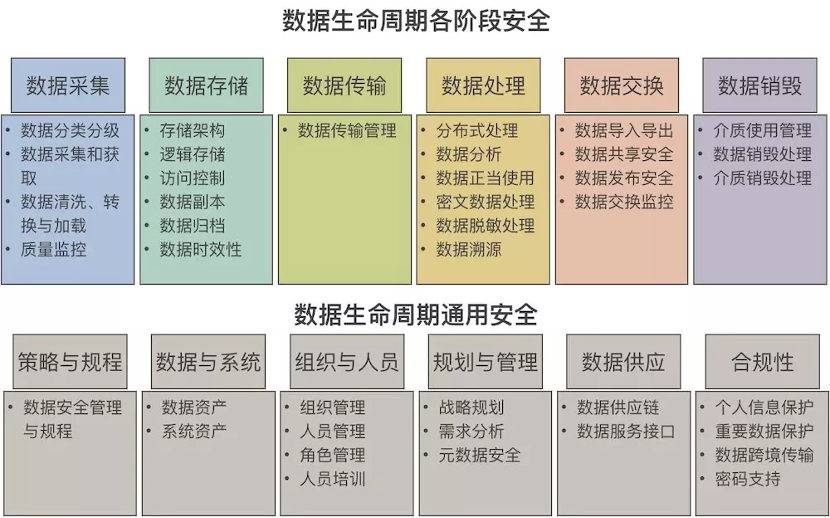 数据生命周期各阶段安全
数据采集
• 数据分类分级
• 数据采集和获
取
• 数据清洗、转
换与加载
• 质量监控
数据存储
• 存储架构
• 逻辑存储
• 访问控制
• 数据副本
• 数据归档
• 数据时效性
数据传输
• 数据传输管理
数据处理
• 分布式处理
• 数据分析
• 数据正当使用
• 密文数据处理
• 数据脱敏处理
• 数据溯源
数据交换
• 数据导入导出
• 数据共享安全
• 数据发布安全
• 数据交换监控
数据销毁
• 介质使用管理
• 数据销毁处理
• 介质销毁处理
数据生命周期通用安全
策略与规程
• 数据安全管理
与规程
数据与系统
• 数据资产
• 系统资产
组织与人员
• 组织管理
• 人员管理
• 角色管理
• 人员培训
规划与管理
• 战略规划
• 需求分析
• 元数据安全
数据供应
• 数据供应链
• 数据服务接口
合规性
• 个人信息保护
• 重要数据保护
• 数据跨境传输
• 密码支持